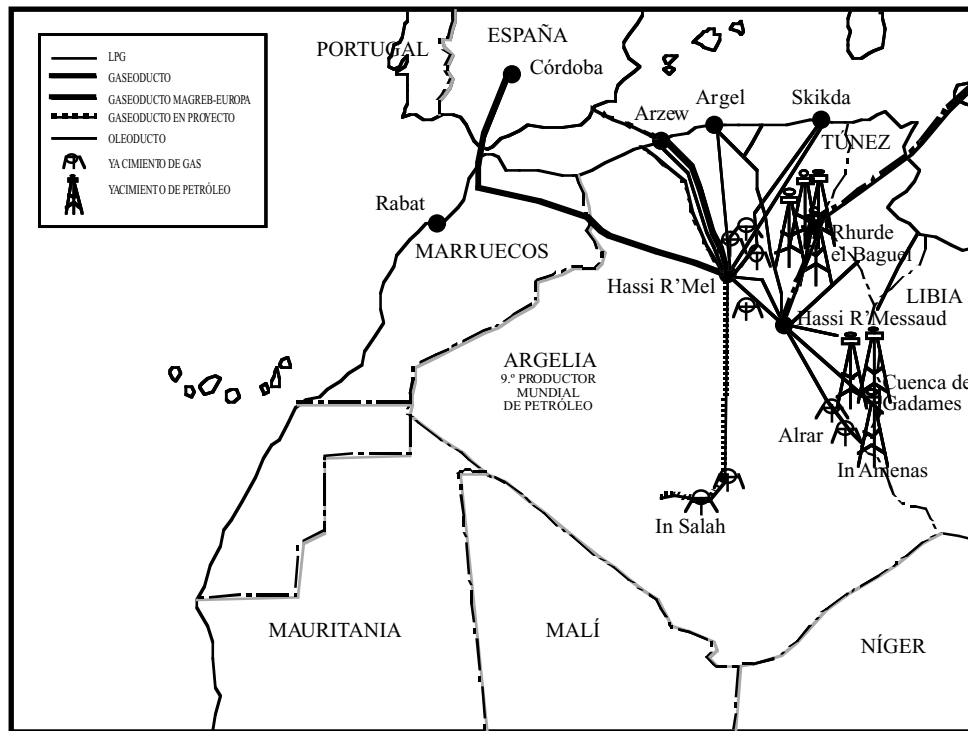 LPG
GASEODUCTO
GASEODUCTO MAGREB-EUROPA
GASEODUCTO EN PROYECTO
OLEODUCTO
YACIMIENTO DE GAS
YACIMIENTO DE PETRÓLEO
PORTUGAL
ESPAÑA
Córdoba
Arzew
Argel
Skikda
TÚNEZ
Rabat
MARRUECOS
Rhurde
el Baguel
Hassi R’Mel
LIBIA
Hassi R’Messaud
ARGELIA
9.º PRODUCTOR
MUNDIAL
DE PETRÓLEO
Cuenca de
Gadames
Alrar
In Amenas
In Salah
MAURITANIA
MALÍ
NÍGER